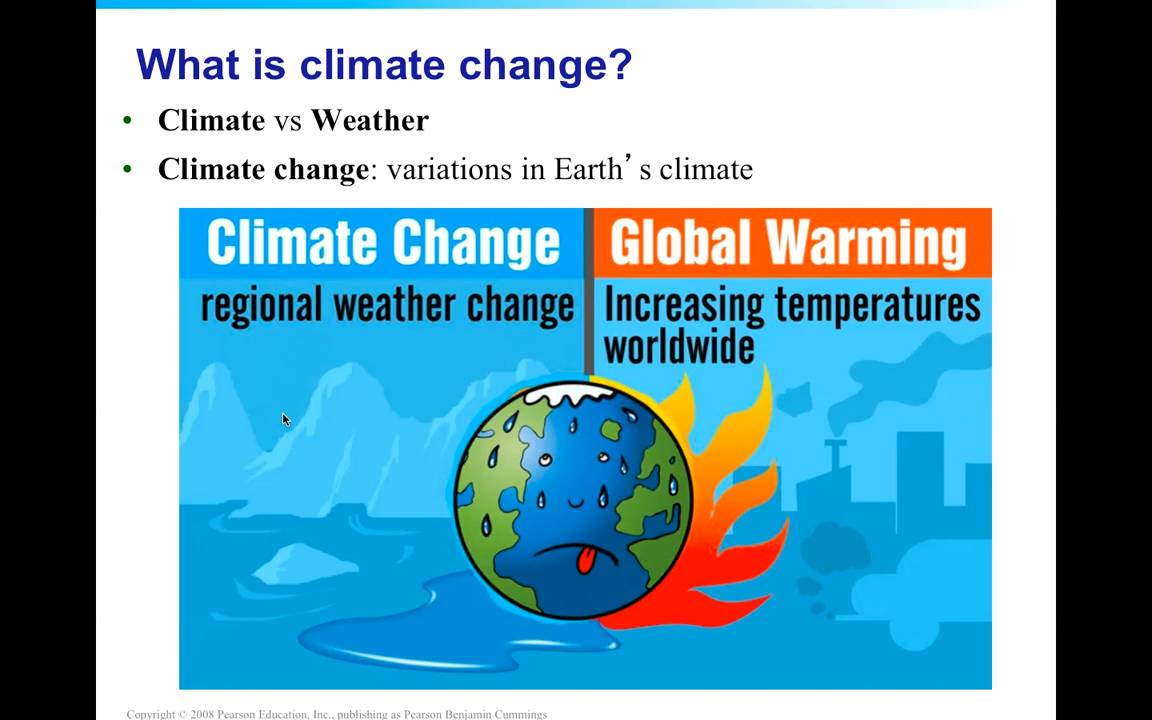 What is climate change?
• Climate vs Weather
• Climate change: variations in Earth’s climate
Climate Change
regional weather change
Global Warming
Increasing temperatures
worldwide
Copyright © 2008 Pearson Education, Inc., publishing as Pearson Benjamin Cummings